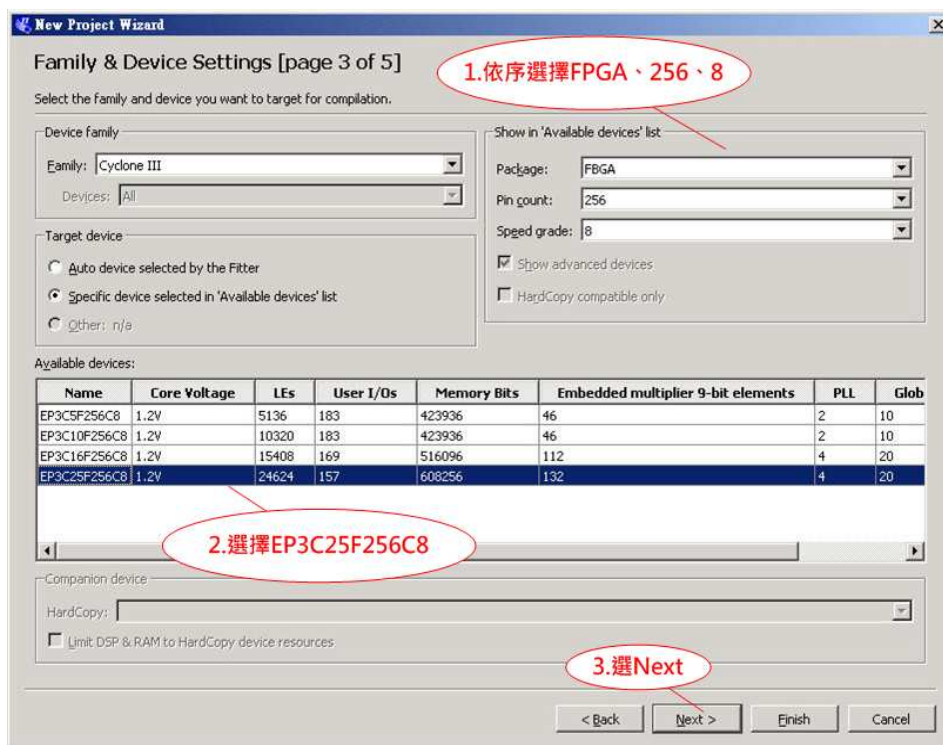 New Project Wizard
Family & Device Settings [page 3 of 5]
1.依序選擇FPGA、256、8
Select the family and device you want to target for compilation.
Device family
Family: Cyclone III
Devices: All
Show in 'Available devices' list
Package: FBGA
Pin count: 256
Speed grade: 8
Show advanced devices
HardCopy compatible only
Target device
Auto device selected by the Fitter
Specific device selected in 'Available devices' list
Other: n/a
Available devices:
Name Core Voltage LEs User I/Os Memory Bits Embedded multiplier 9-bit elements PLL Glob
EP3C5F256C8 1.2V 5136 183 423936 46 2 10
EP3C10F256C8 1.2V 10320 183 423936 46 2 10
EP3C16F256C8 1.2V 15408 169 516096 112 4 20
EP3C25F256C8 1.2V 24624 157 608256 132 4 20
2.選擇EP3C25F256C8
Companion device
HardCopy:
Limit DSP & RAM to HardCopy device resources
3.選Next
< Back Next > Finish Cancel